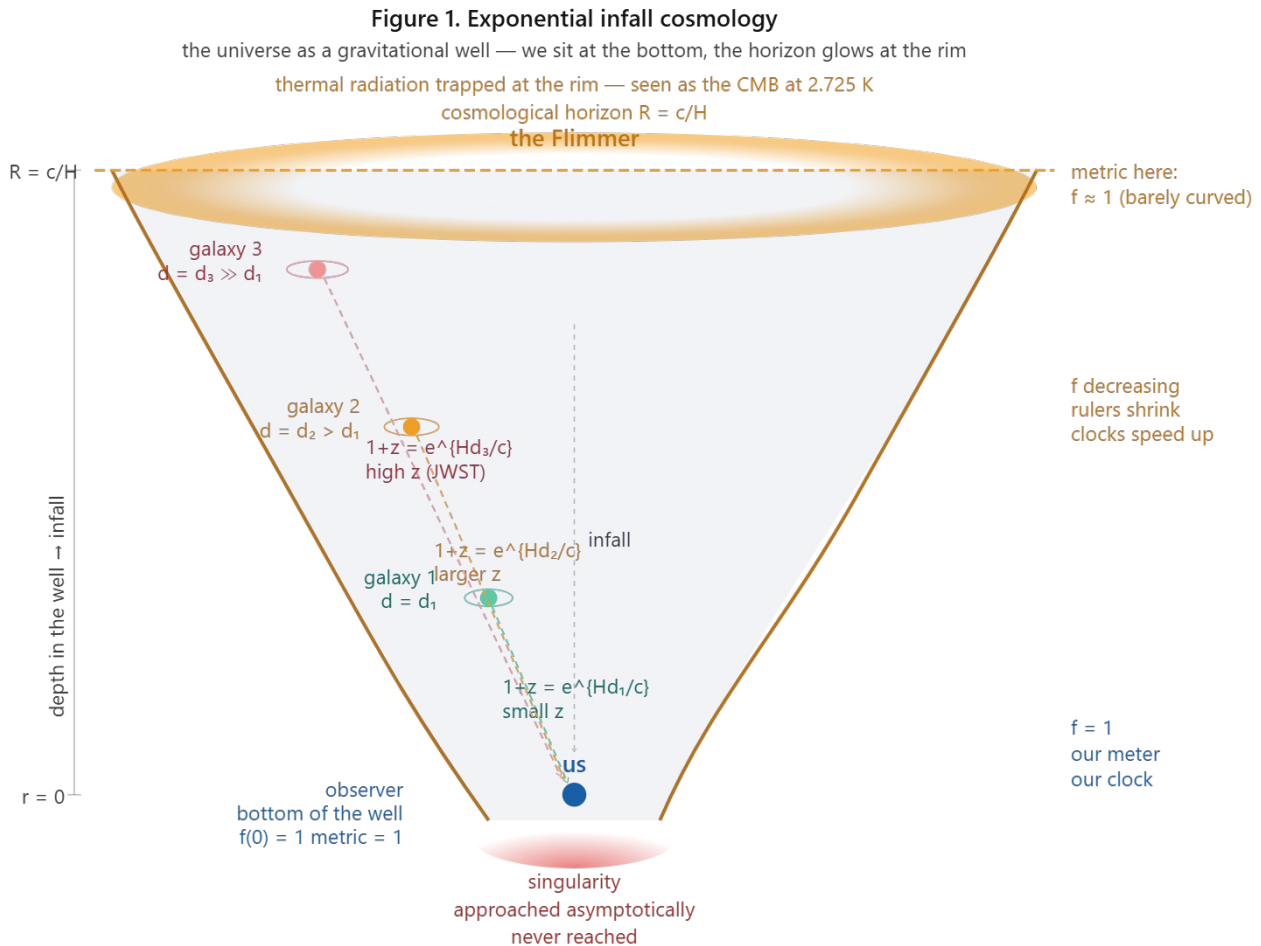 Figure 1. Exponential infall cosmology
the universe as a gravitational well — we sit at the bottom, the horizon glows at the rim
thermal radiation trapped at the rim — seen as the CMB at 2.725 K
cosmological horizon R = c/H
the Flimmer
R = c/H
metric here:
f ≈ 1 (barely curved)
galaxy 3
d = d₃ ≫ d₁
f decreasing
rulers shrink
clocks speed up
galaxy 2
d = d₂ > d₁
1+z = e^{Hd₃/c}
high z (JWST)
depth in the well → infall
infall
1+z = e^{Hd₂/c}
larger z
galaxy 1
d = d₁
1+z = e^{Hd₁/c}
small z
f = 1
our meter
our clock
us
r = 0
observer
bottom of the well
f(0) = 1 metric = 1
singularity
approached asymptotically
never reached